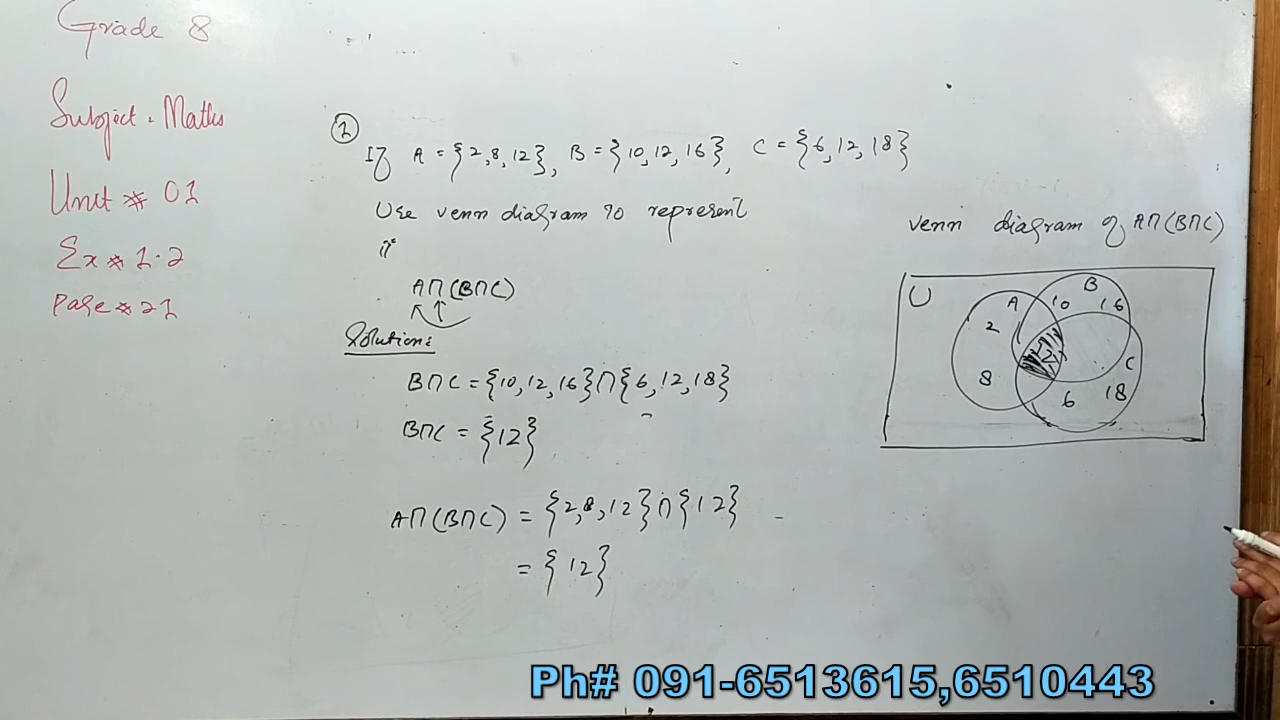 Grade 8
Subject. Maths
Unit # 01
Ex # 1.2
Page # 21
2
If A = {2,8,12}, B = {10,12,16}, C = {6,12,18}
Use venn diagram to represent
A∩(B∩C)
Solution:
B∩C = {10,12,16}∩{6,12,18}
B∩C = {12}
A∩(B∩C) = {2,8,12}∩{12}
= {12}
venn diagram of A∩(B∩C)
U
A
B
10 16
2
12
C
8
6 18
Ph# 091-6513615,6510443